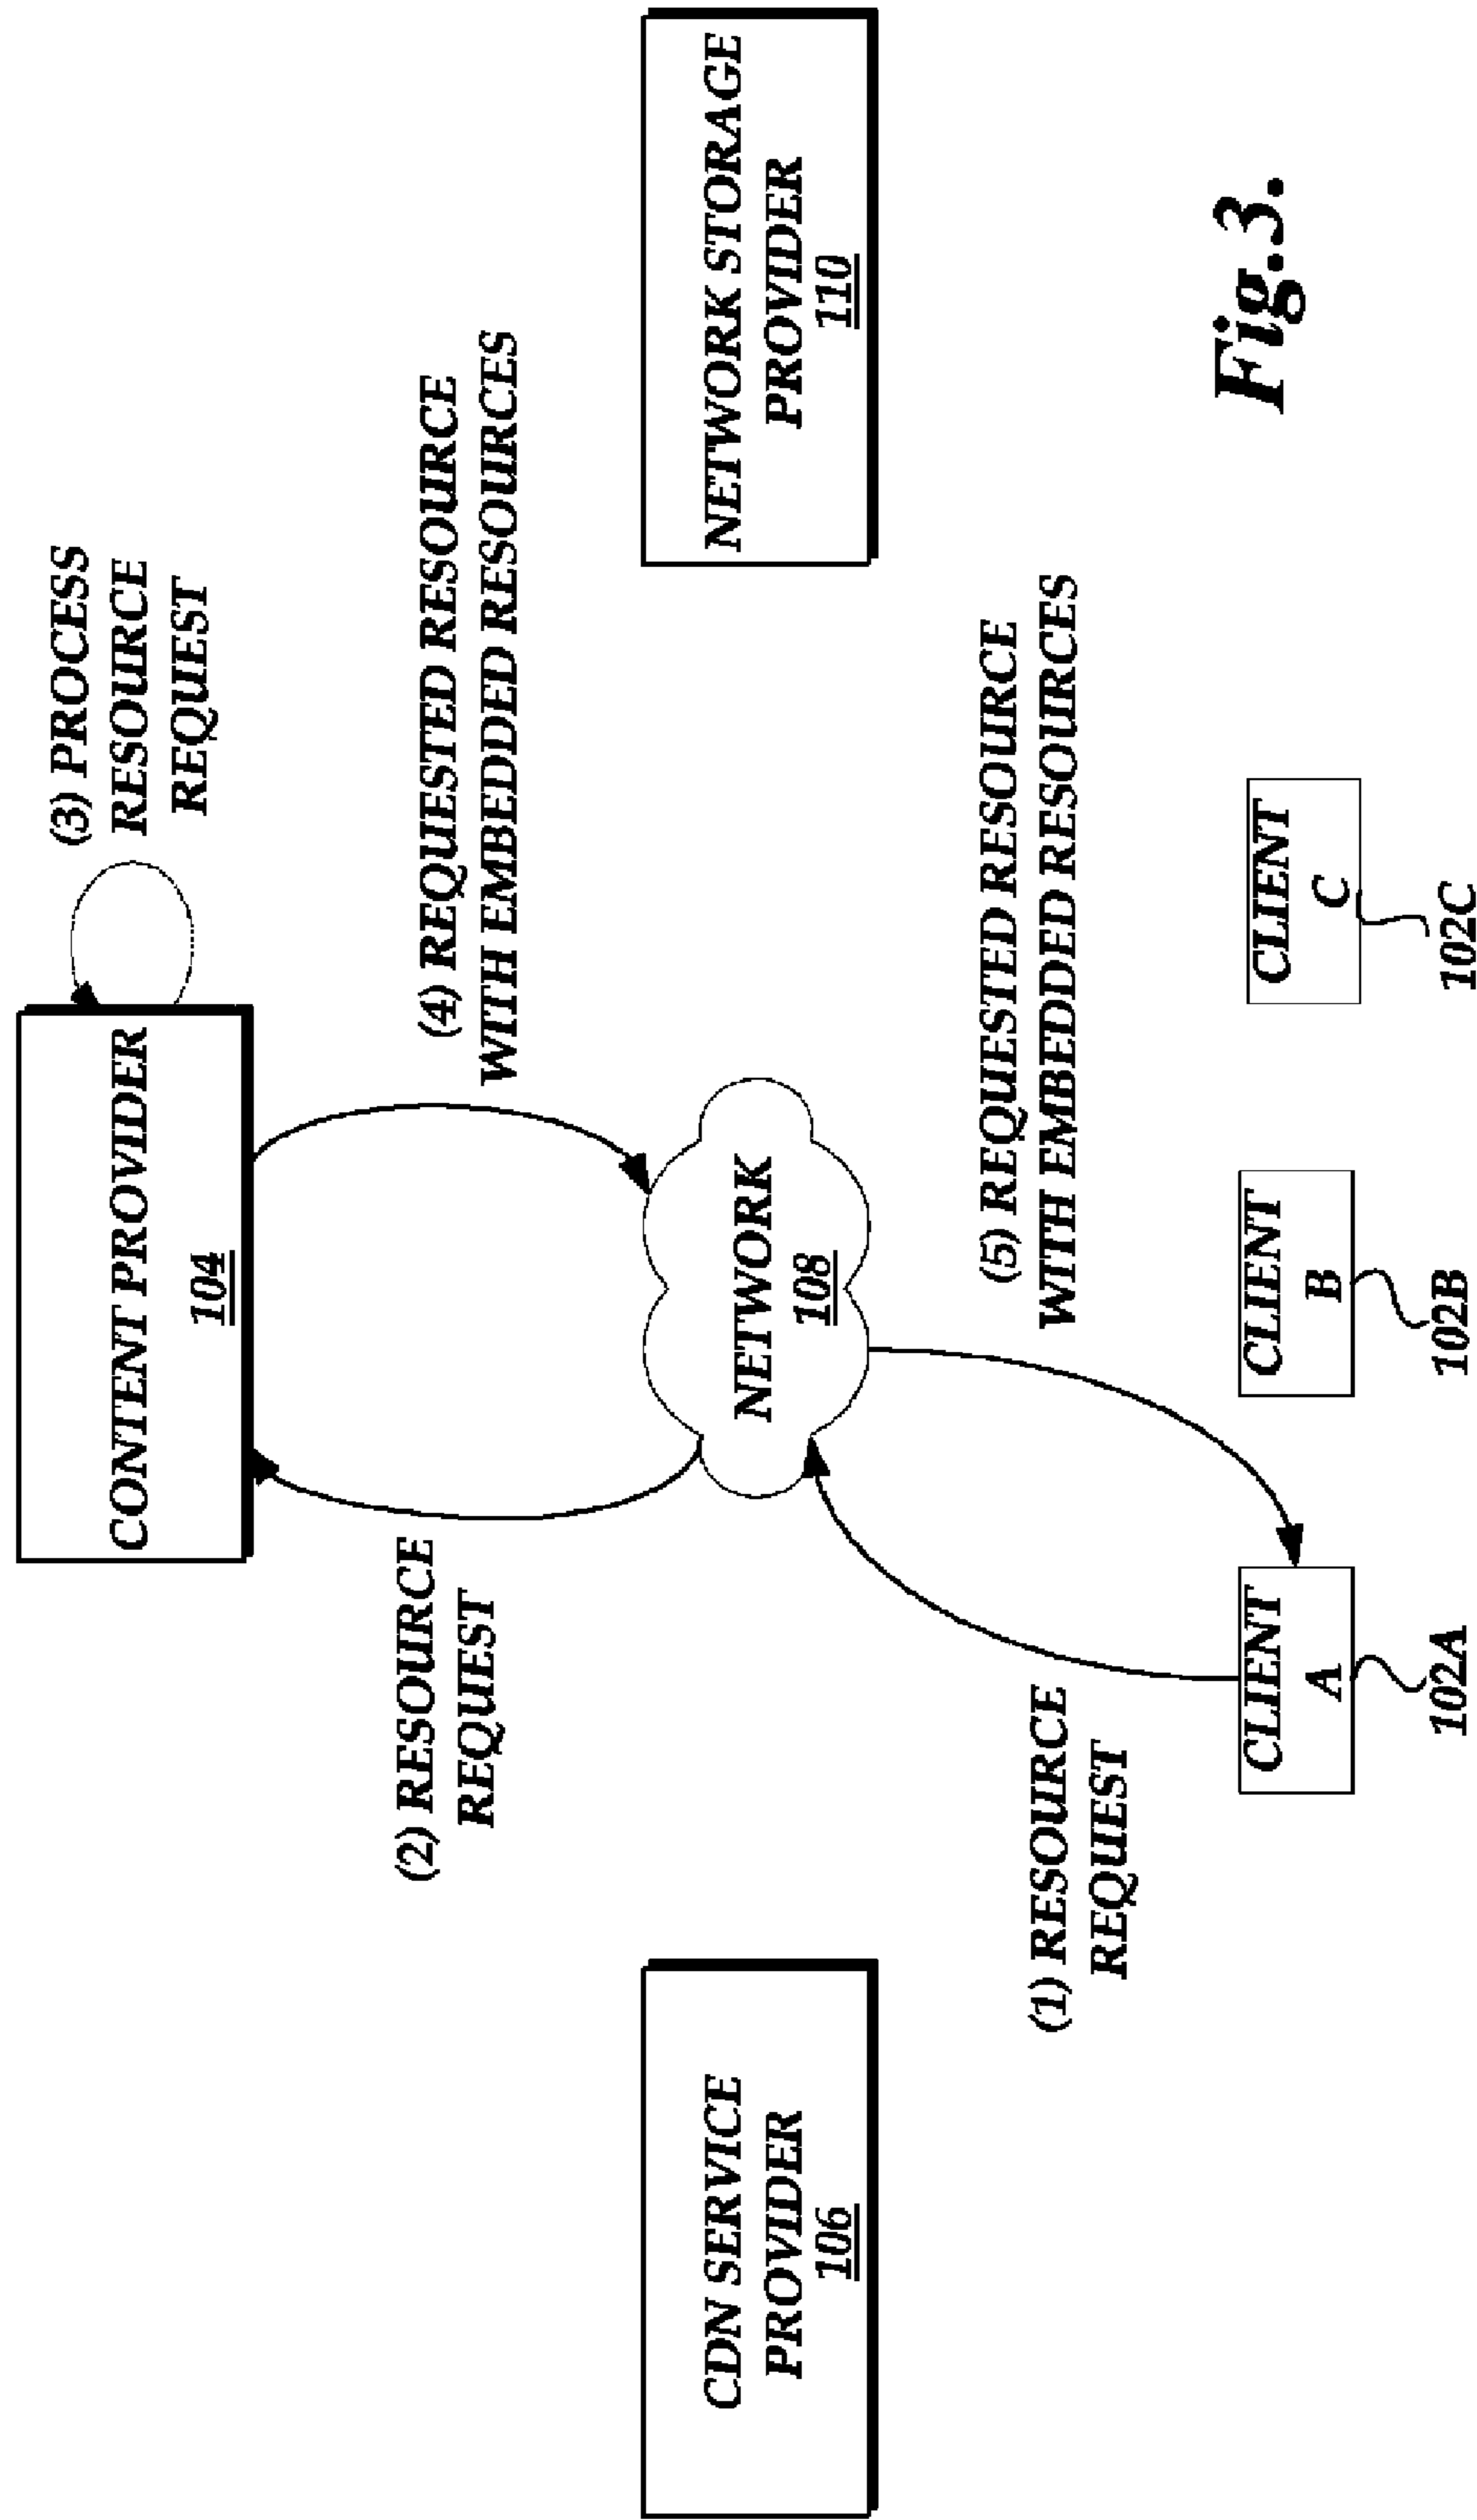 CONTENT PROVIDER
104
(3) PROCESS
RESOURCE
REQUEST
(2) RESOURCE
REQUEST
(4) REQUESTED RESOURCE
WITH EMBEDDED RESOURCES
CDN SERVICE
PROVIDER
106
NETWORK
108
NETWORK STORAGE
PROVIDER
110
(1) RESOURCE
REQUEST
(5) REQUESTED RESOURCE
WITH EMBEDDED RESOURCES
CLIENT
A
102A
CLIENT
B
102B
CLIENT
C
102C
Fig.3.